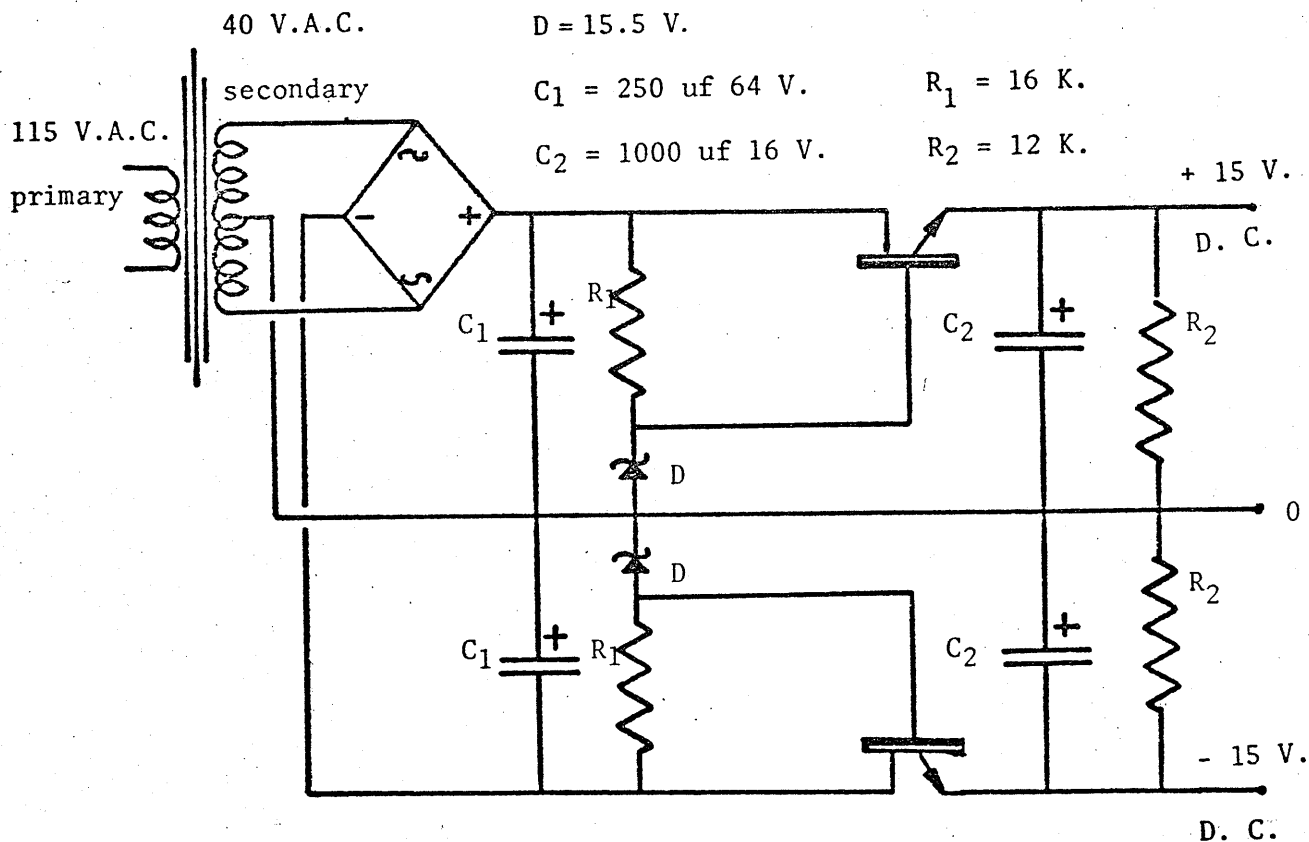 40 V.A.C.
D = 15.5 V.
secondary
C1 = 250 uf 64 V.
R1 = 16 K.
115 V.A.C.
C2 = 1000 uf 16 V.
R2 = 12 K.
primary
+ 15 V.
~
-
+
~
D. C.
R1
C1
+
C2
+
R2
D
0
D
R2
C1
+
R1
C2
+
- 15 V.
D. C.